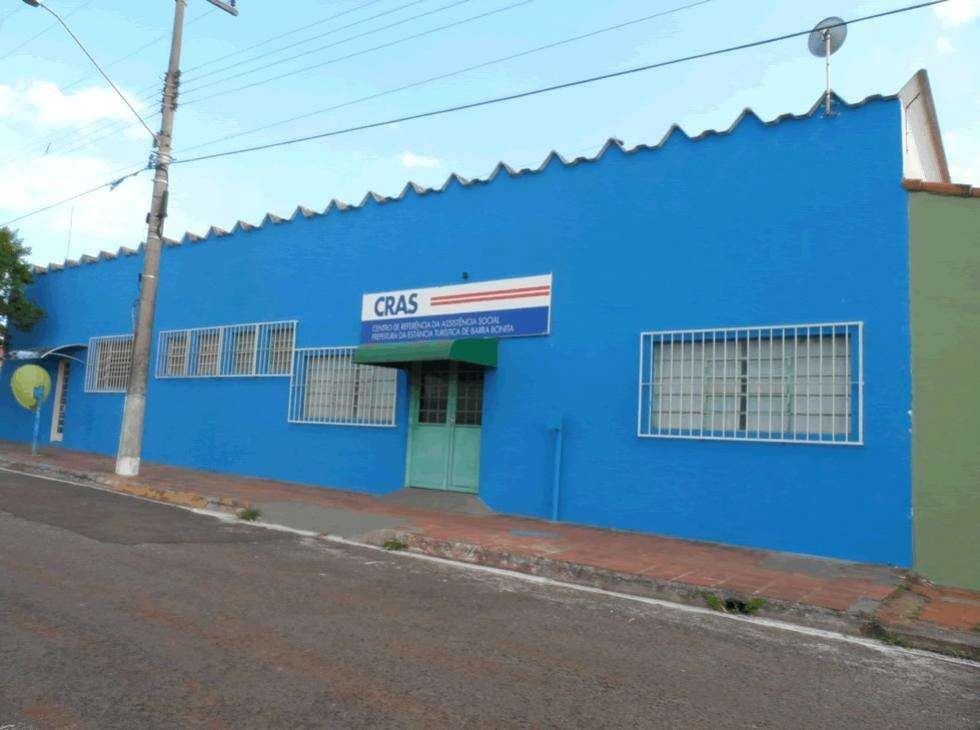 CRAS
CENTRO DE REFERÊNCIA DA ASSISTÊNCIA SOCIAL
PREFEITURA DA ESTÂNCIA TURÍSTICA DE BARRA BONITA